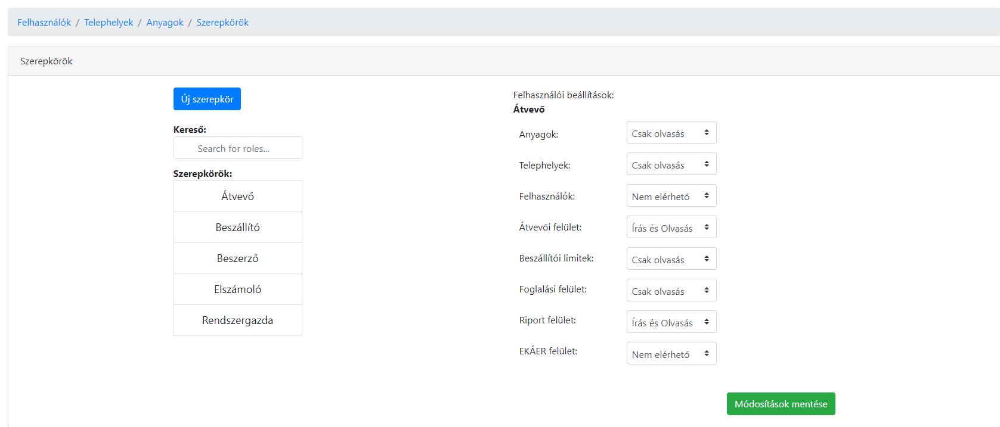 Felhasználók / Telephelyek / Anyagok / Szerepkörök
Szerepkörök
Új szerepkör
Kereső:
Search for roles...
Szerepkörök:
Átvevő
Beszállító
Beszerző
Elszámoló
Rendszergazda
Felhasználói beállítások:
Átvevő
Anyagok: Csak olvasás
Telephelyek: Csak olvasás
Felhasználók: Nem elérhető
Átvevői felület: Írás és Olvasás
Beszállítói limitek: Csak olvasás
Foglalási felület: Csak olvasás
Riport felület: Írás és Olvasás
EKÁER felület: Nem elérhető
Módosítások mentése